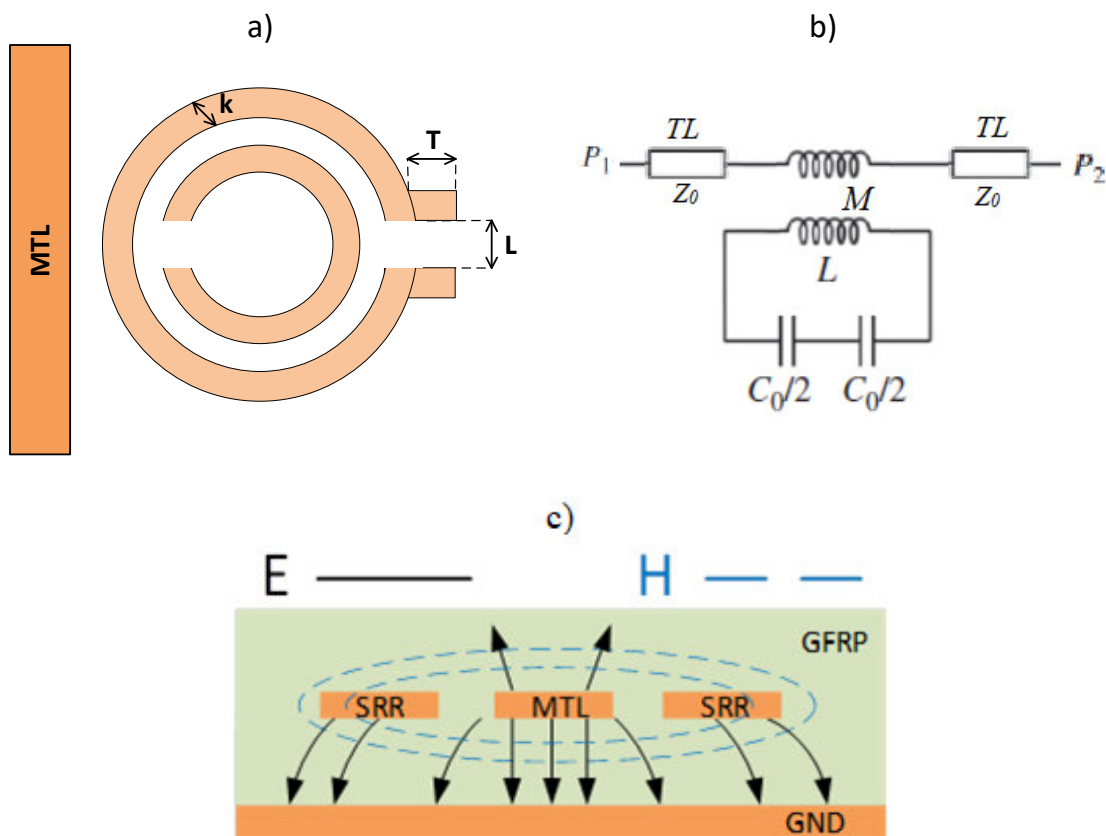 a)
b)
MTL
k
T
L
TL
TL
P1
P2
Z0
Z0
M
L
C0/2
C0/2
c)
E
H
GFRP
SRR
MTL
SRR
GND